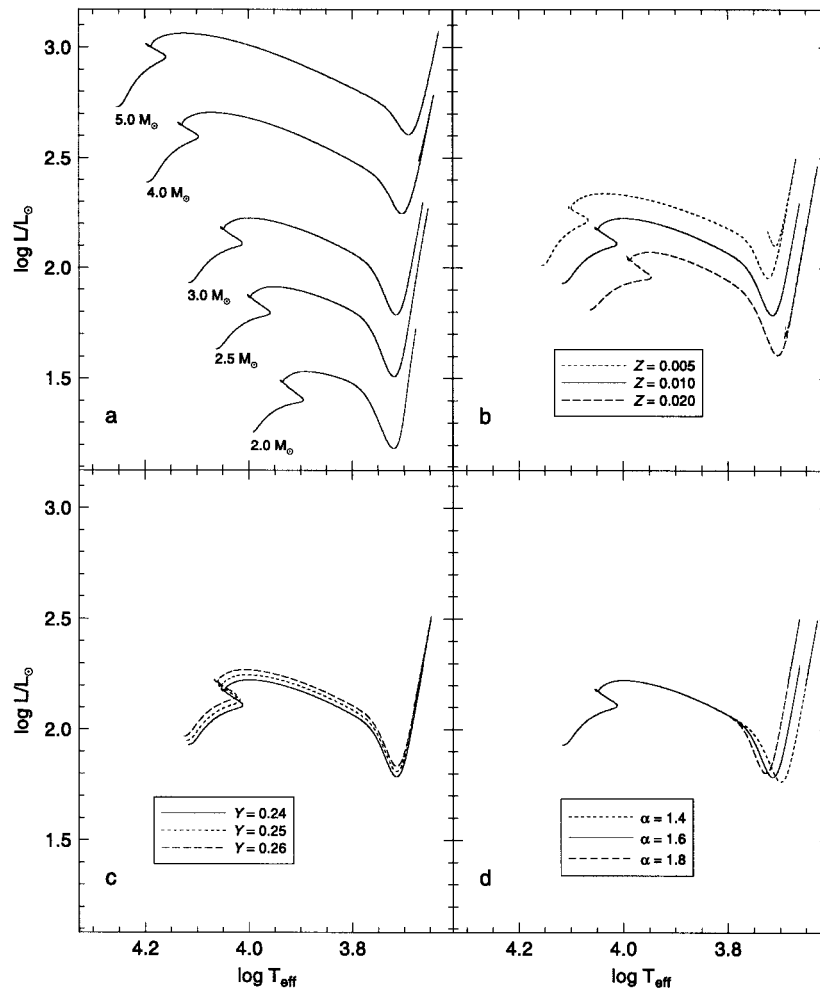 3.0
2.5
2.0
1.5
log L/L⊙
5.0 M⊙
4.0 M⊙
3.0 M⊙
2.5 M⊙
2.0 M⊙
a
Z = 0.005
Z = 0.010
Z = 0.020
b
3.0
2.5
2.0
1.5
log L/L⊙
Y = 0.24
Y = 0.25
Y = 0.26
c
α = 1.4
α = 1.6
α = 1.8
d
4.2
4.0
3.8
4.2
4.0
3.8
log Teff
log Teff